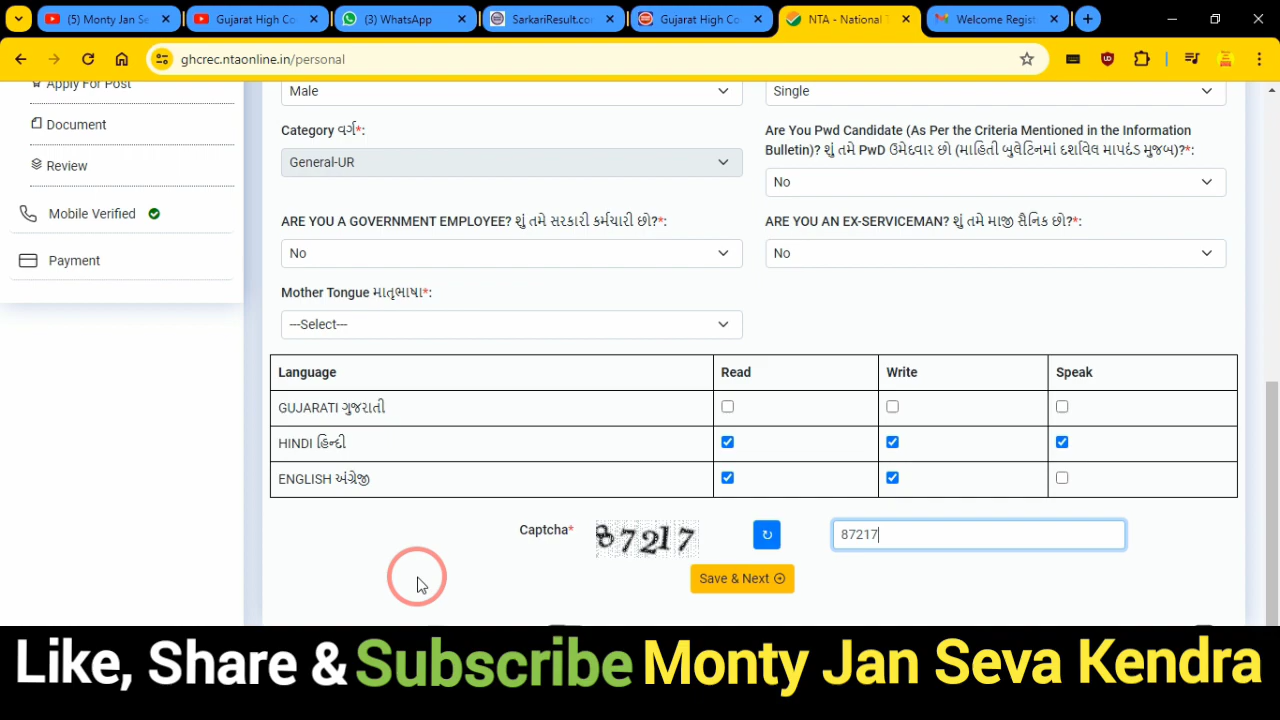 (5) Monty Jan Se
Gujarat High Co
(3) WhatsApp
SarkariResult.co
Gujarat High Co
NTA - National T
Welcome Regist
ghcrec.ntaonline.in/personal
Apply For Post
Document
Review
Mobile Verified
Payment
Male
Single
Category વર્ગ*:
General-UR
Are You Pwd Candidate (As Per the Criteria Mentioned in the Information
Bulletin)? શું તમે PwD ઉમેદવાર છો (માહિતી બુલેટિનમાં દર્શાવેલ માપદંડ મુજબ)?*:
No
ARE YOU A GOVERNMENT EMPLOYEE? શું તમે સરકારી કર્મચારી છો?*:
No
ARE YOU AN EX-SERVICEMAN? શું તમે માજી સૈનિક છો?*:
No
Mother Tongue માતૃભાષા*:
---Select---
Language Read Write Speak
GUJARATI ગુજરાતી
HINDI હિન્દી
ENGLISH અંગ્રેજી
Captcha* 87217 87217
Save & Next
Like, Share & Subscribe Monty Jan Seva Kendra